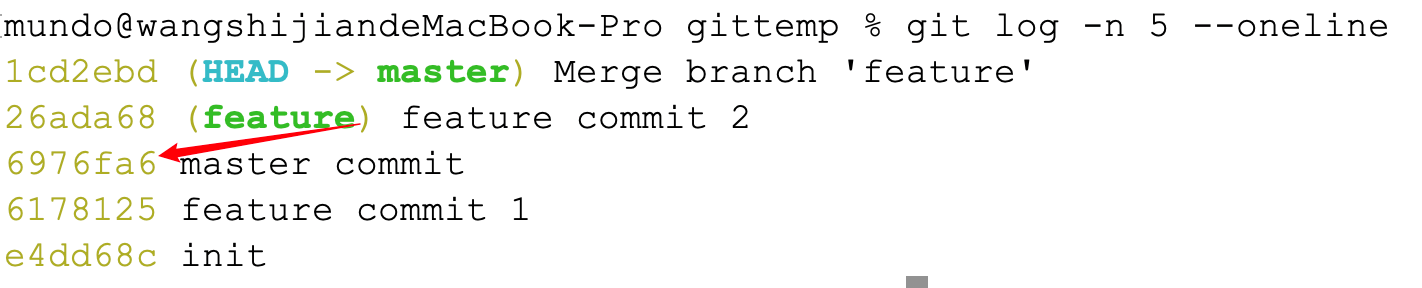 mundo@wangshijiandeMacBook-Pro gittemp % git log -n 5 --oneline
1cd2ebd (HEAD -> master) Merge branch 'feature'
26ada68 (feature) feature commit 2
6976fa6 master commit
6178125 feature commit 1
e4dd68c init